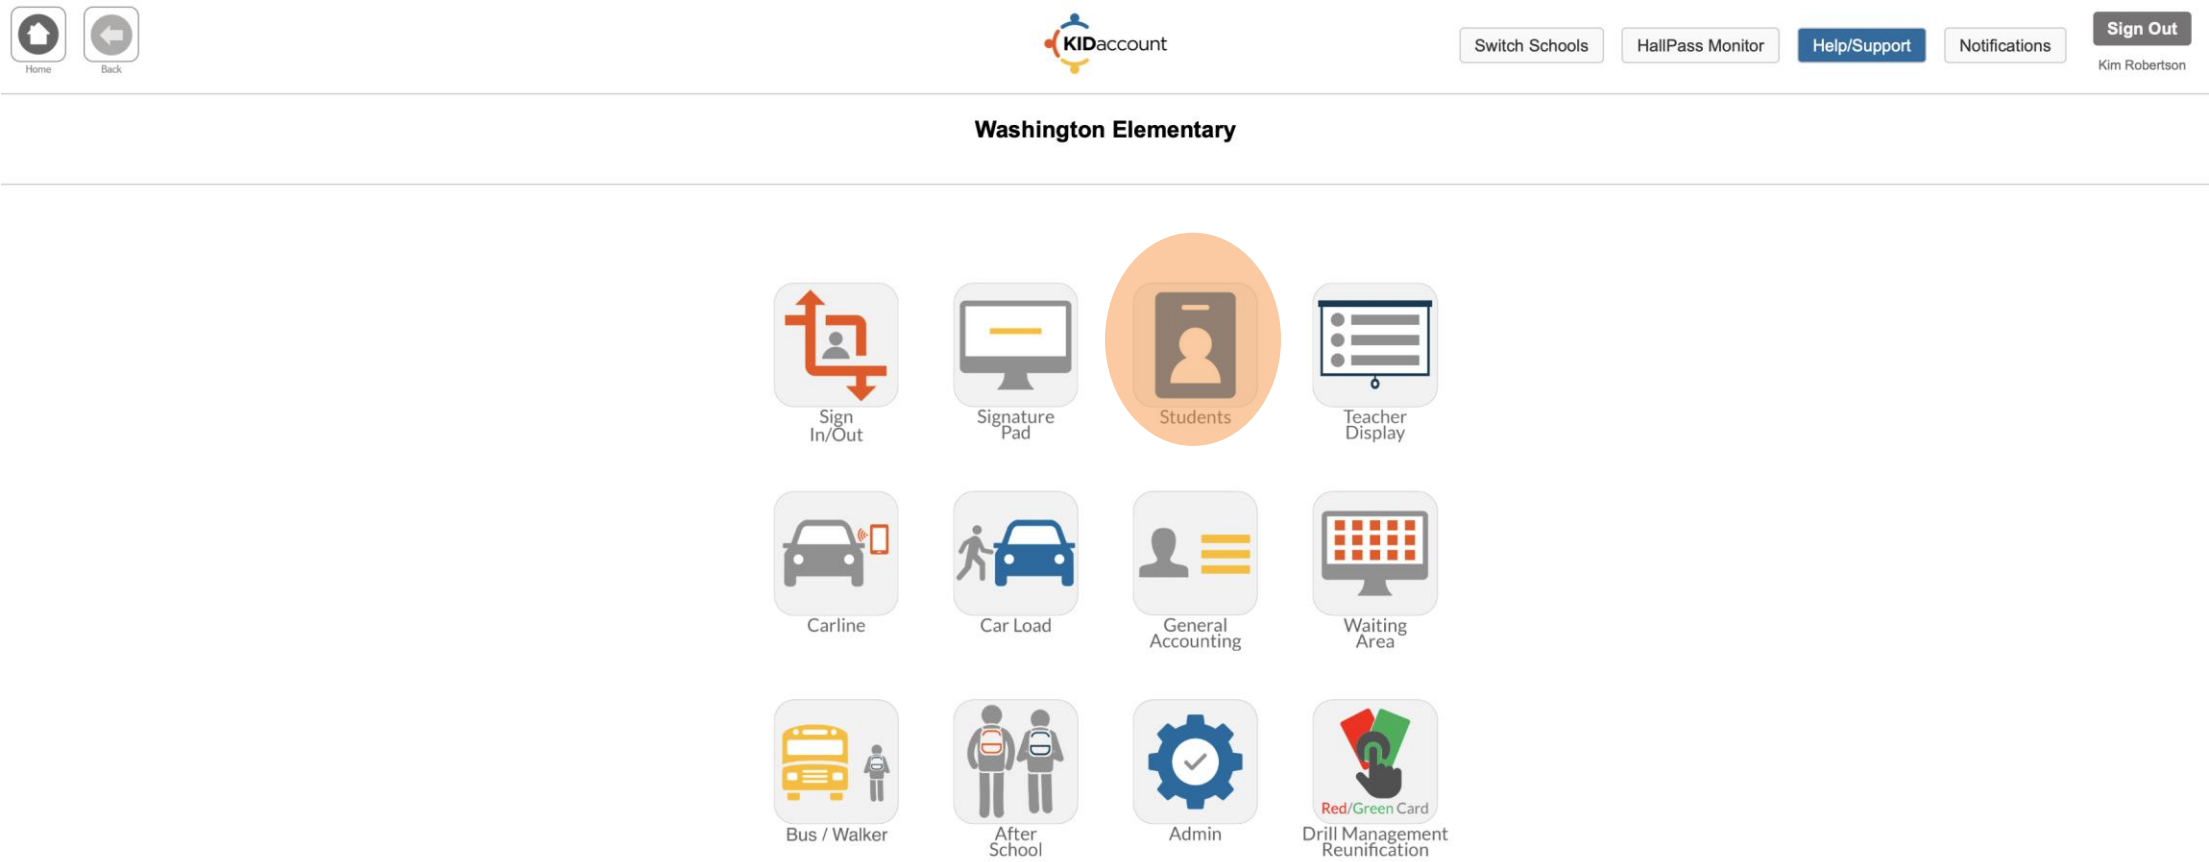 Home
Back
KIDaccount
Switch Schools
HallPass Monitor
Help/Support
Notifications
Sign Out
Kim Robertson
Washington Elementary
Sign
In/Out
Signature
Pad
Students
Teacher
Display
Carline
Car Load
General
Accounting
Waiting
Area
Bus / Walker
After
School
Admin
Red/Green Card
Drill Management
Reunification